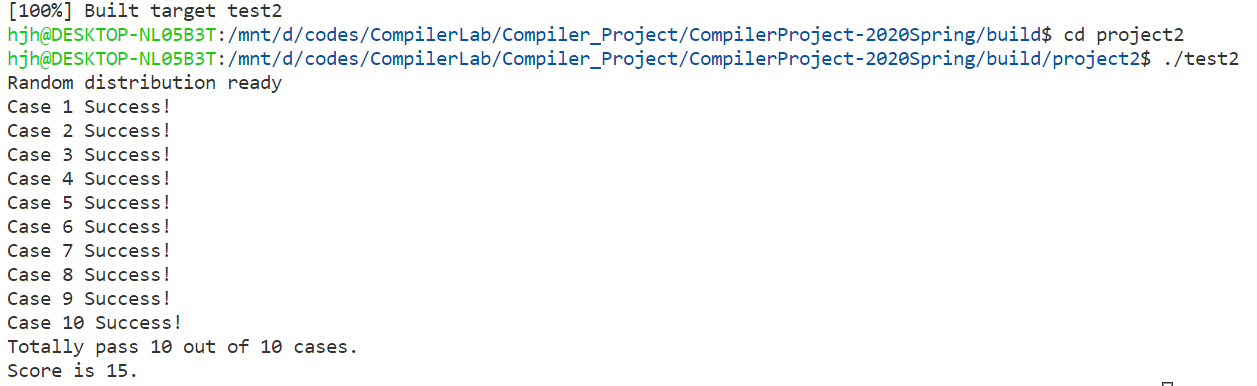 [100%] Built target test2
hjh@DESKTOP-NL05B3T:/mnt/d/codes/CompilerLab/Compiler_Project/CompilerProject-2020Spring/build$ cd project2
hjh@DESKTOP-NL05B3T:/mnt/d/codes/CompilerLab/Compiler_Project/CompilerProject-2020Spring/build/project2$ ./test2
Random distribution ready
Case 1 Success!
Case 2 Success!
Case 3 Success!
Case 4 Success!
Case 5 Success!
Case 6 Success!
Case 7 Success!
Case 8 Success!
Case 9 Success!
Case 10 Success!
Totally pass 10 out of 10 cases.
Score is 15.